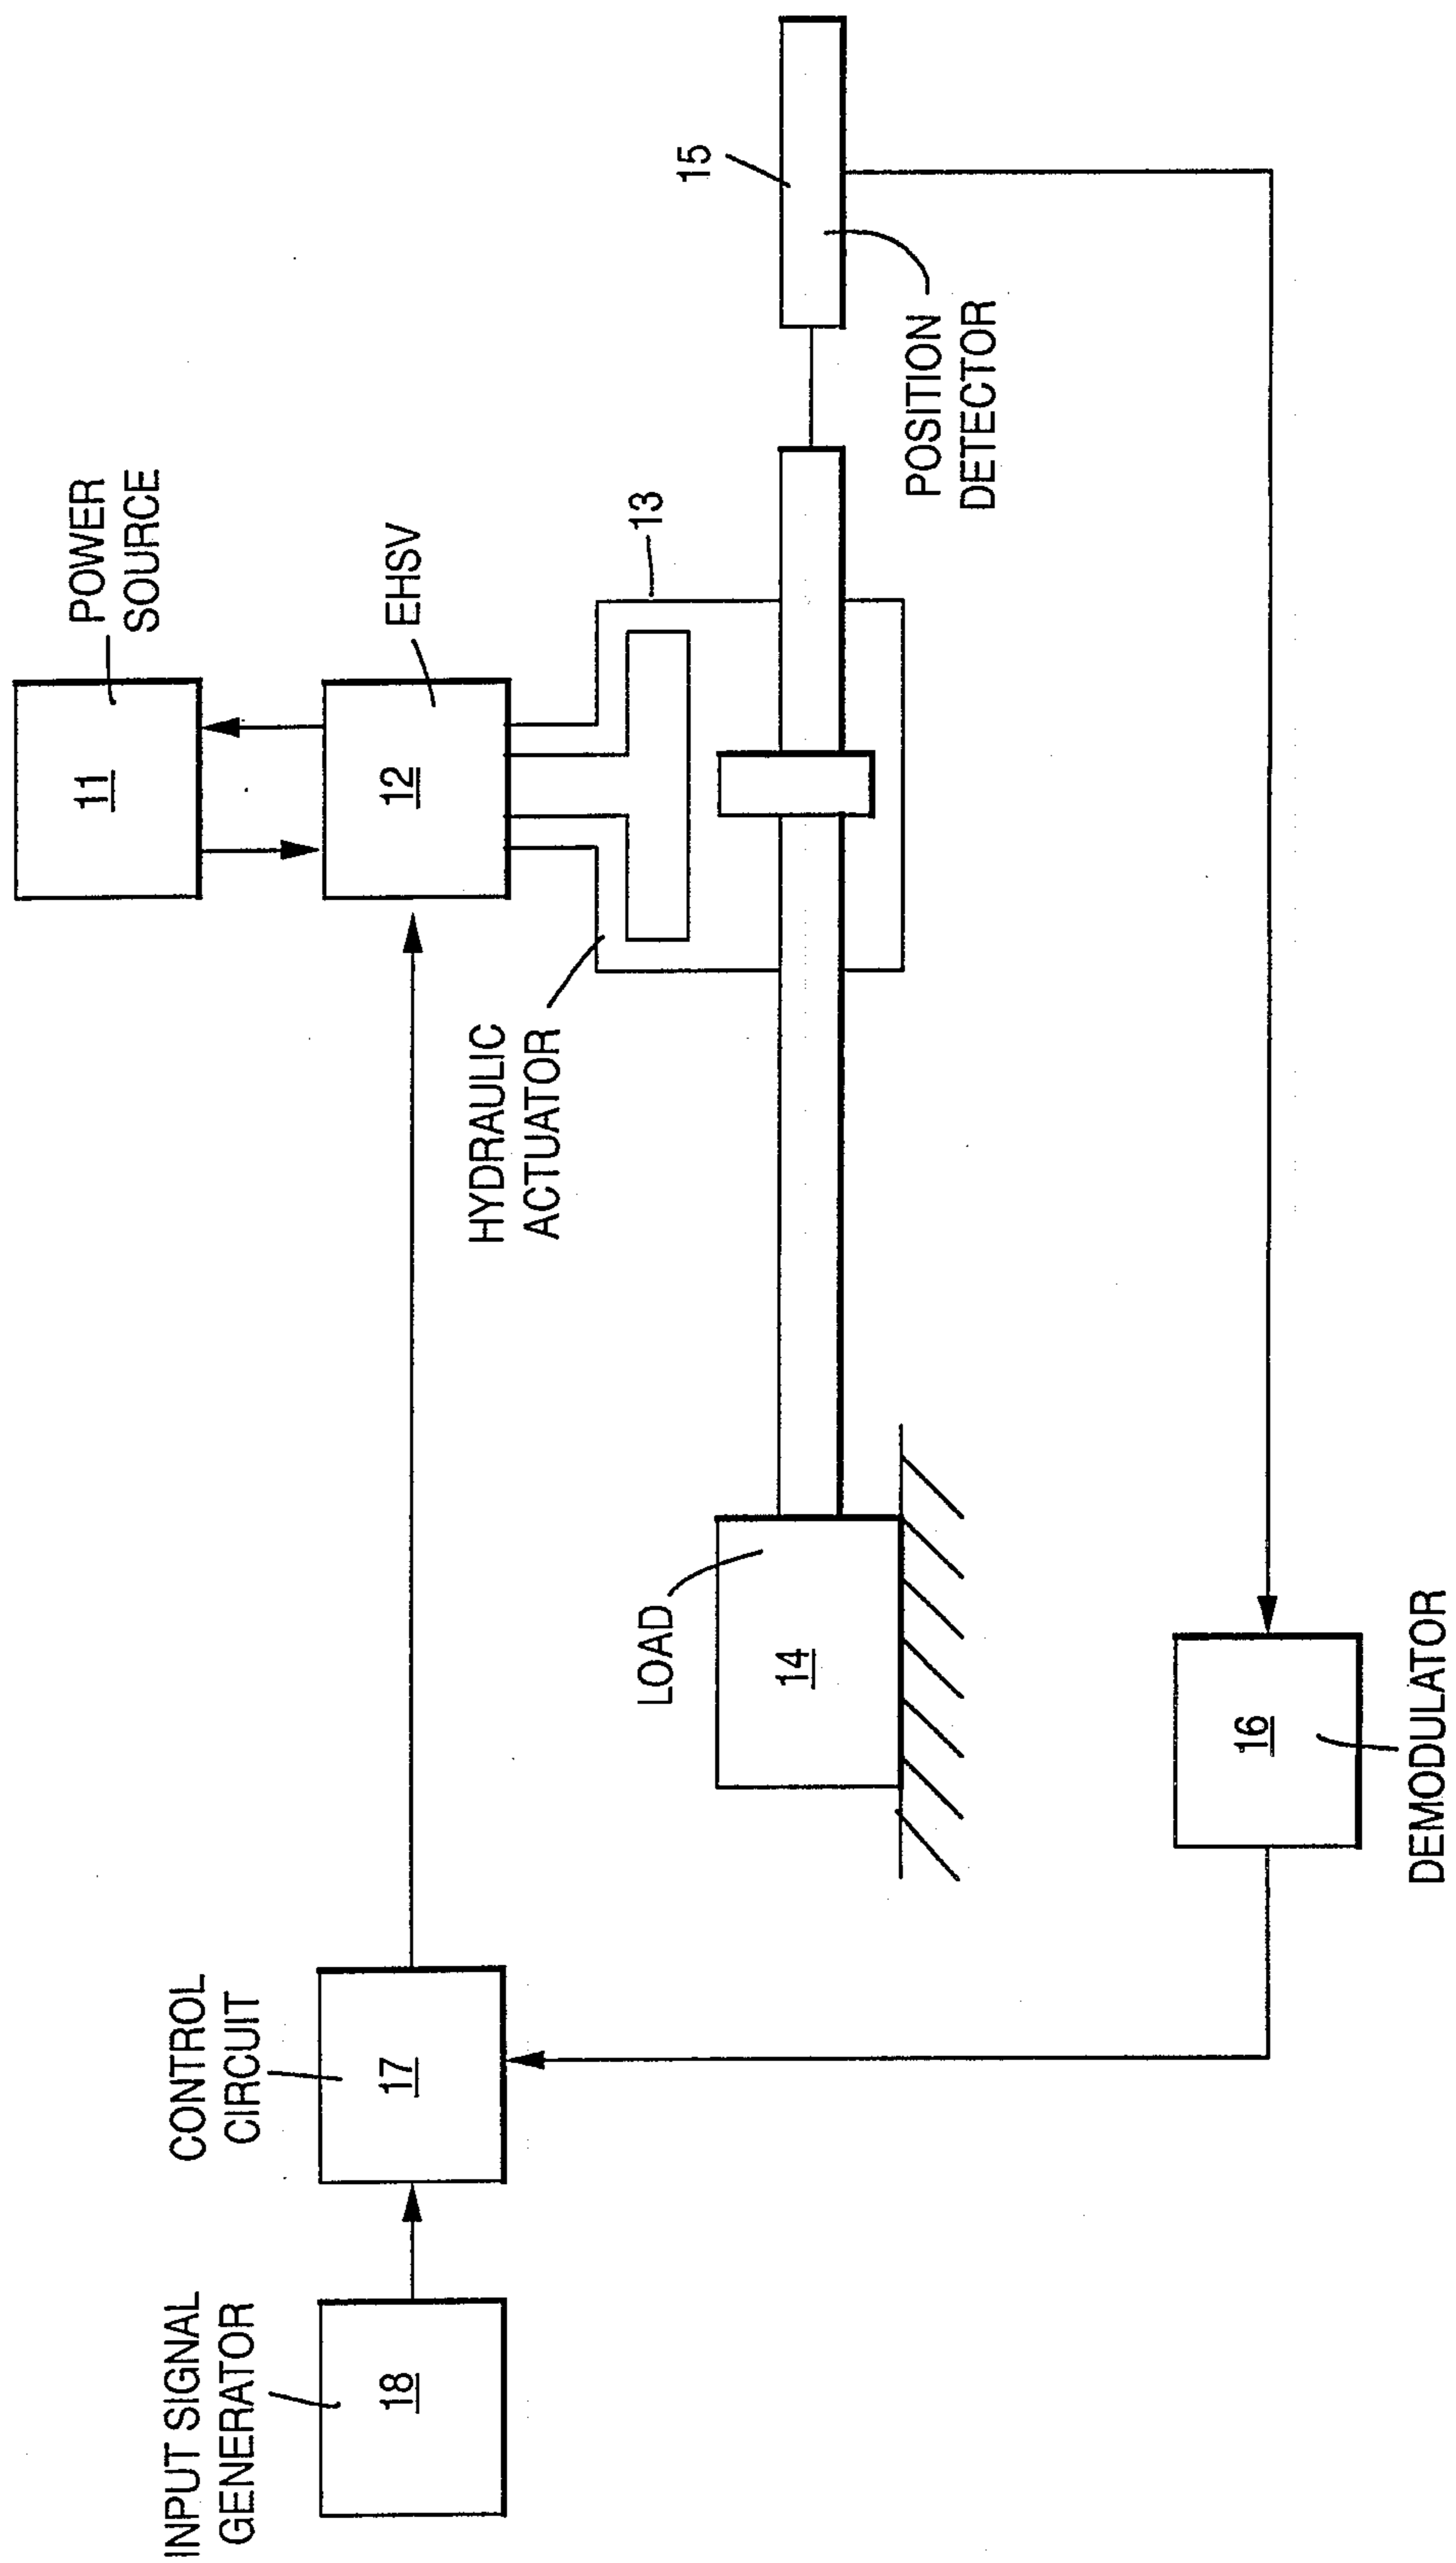 POWER
SOURCE
11
EHSV
12
13
HYDRAULIC
ACTUATOR
15
POSITION
DETECTOR
LOAD
14
CONTROL
CIRCUIT
17
INPUT SIGNAL
GENERATOR
18
16
DEMODULATOR